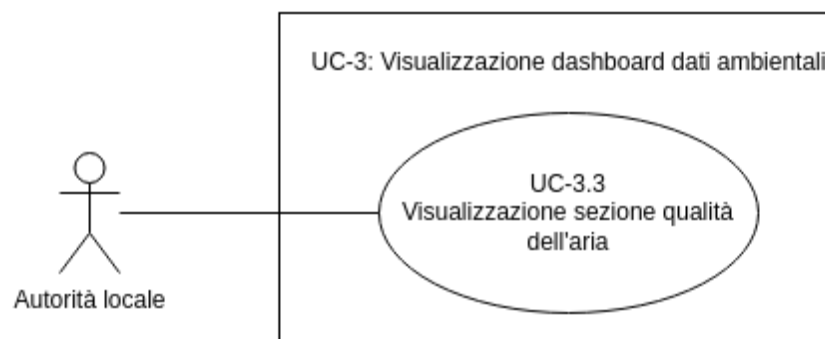 UC-3: Visualizzazione dashboard dati ambientali
UC-3.3
Visualizzazione sezione qualità
dell'aria
Autorità locale